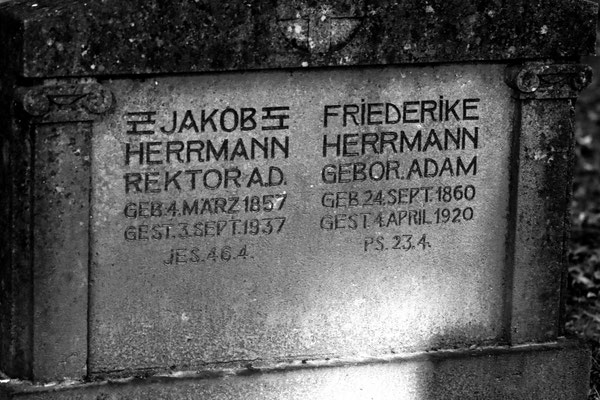 JAKOB
HERRMANN
REKTOR A.D.
GEB. 4. MÄRZ 1857
GEST. 3. SEPT. 1937
JES. 46.4.
FRIEDERIKE
HERRMANN
GEBOR. ADAM
GEB. 24. SEPT. 1860
GEST. 4. APRIL 1920
PS. 23.4.